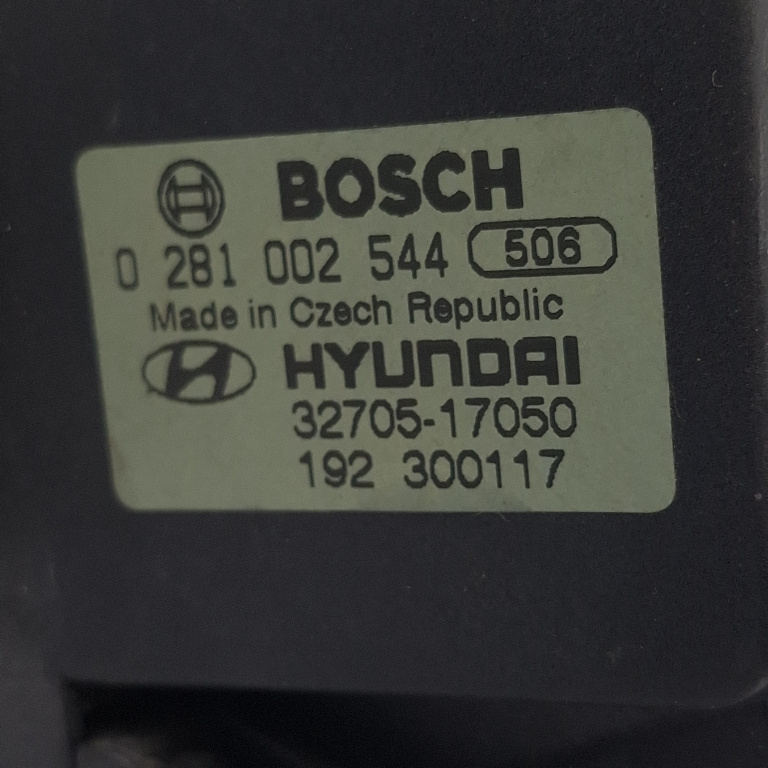 BOSCH
0 281 002 544 506
Made in Czech Republic
HYUNDAI
32705-17050
192 300117